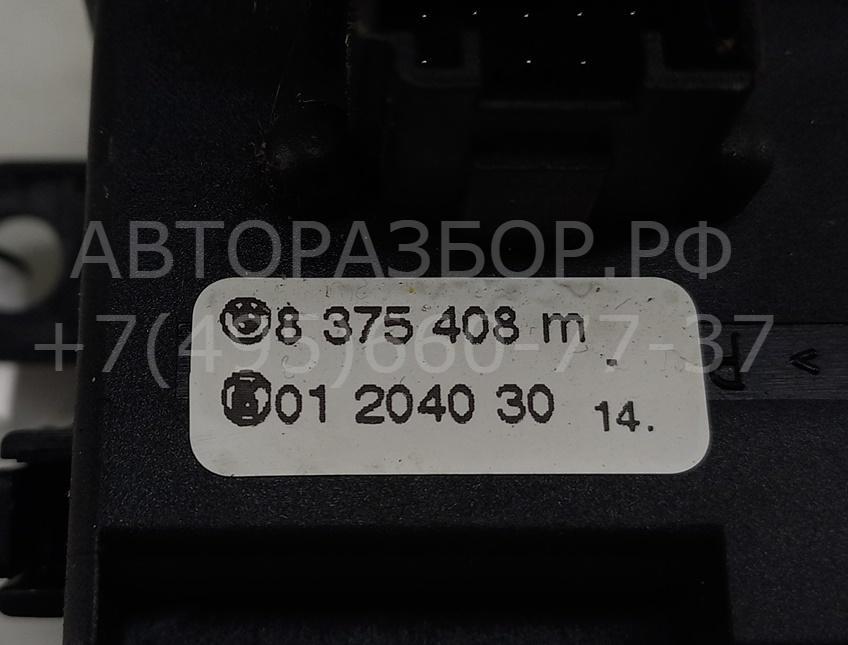 АВТОРАЗБОР.РФ
8 375 408 m
+7(495)660-77-37
01 2040 30 14.